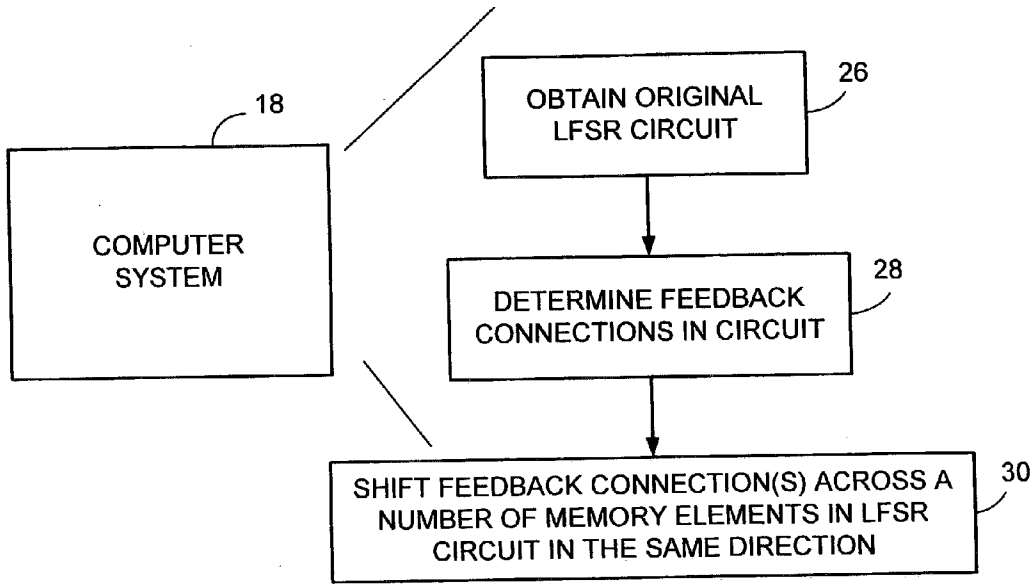 18
COMPUTER
SYSTEM
26
OBTAIN ORIGINAL
LFSR CIRCUIT
28
DETERMINE FEEDBACK
CONNECTIONS IN CIRCUIT
30
SHIFT FEEDBACK CONNECTION(S) ACROSS A
NUMBER OF MEMORY ELEMENTS IN LFSR
CIRCUIT IN THE SAME DIRECTION